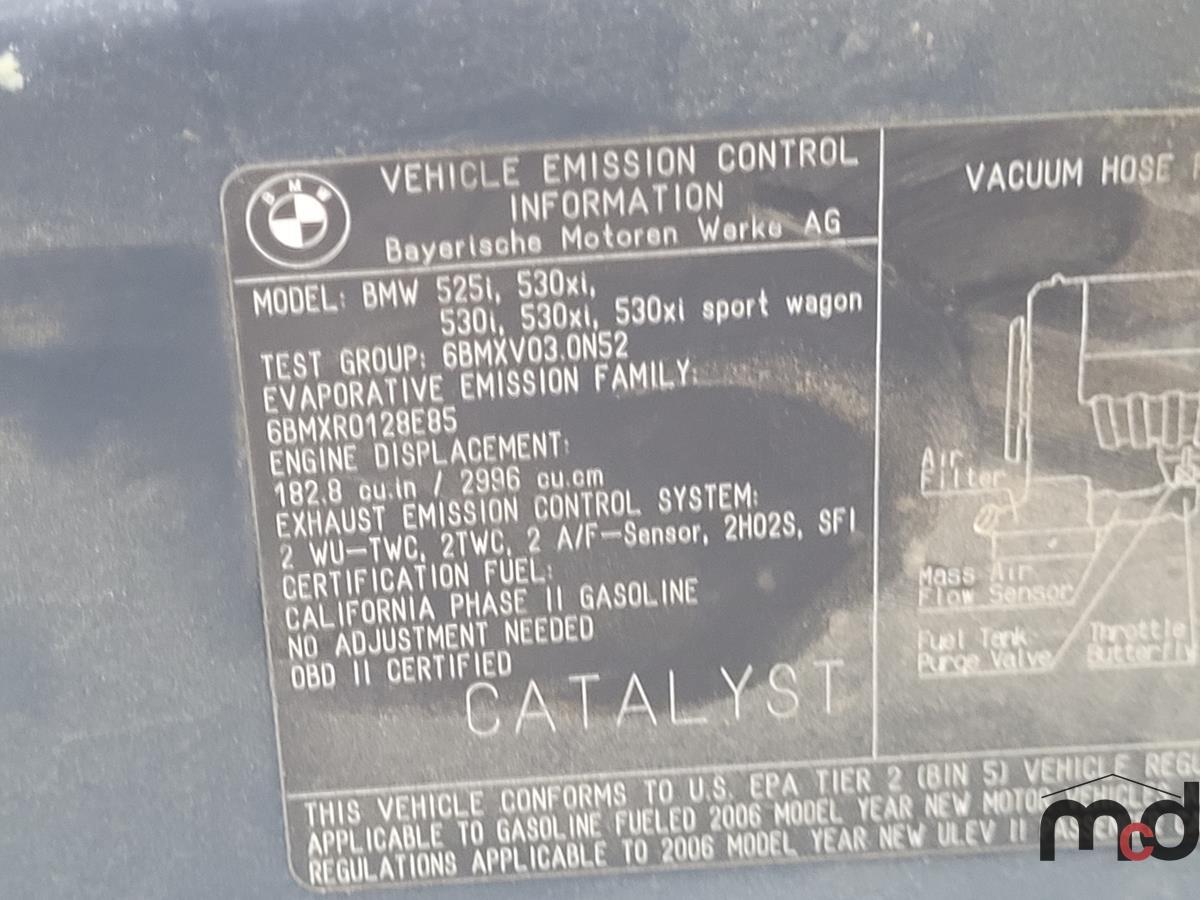 BMW
VEHICLE EMISSION CONTROL
INFORMATION
Bayerische Motoren Werke AG
MODEL: BMW 525i, 530xi,
530i, 530xi, 530xi sport wagon
TEST GROUP: 6BMXV03.0N52
EVAPORATIVE EMISSION FAMILY:
6BMXR0128E85
ENGINE DISPLACEMENT:
182.8 cu.in / 2996 cu.cm
EXHAUST EMISSION CONTROL SYSTEM:
2 WU-TWC, 2TWC, 2 A/F-Sensor, 2HO2S, SFI
CERTIFICATION FUEL:
CALIFORNIA PHASE II GASOLINE
NO ADJUSTMENT NEEDED
OBD II CERTIFIED
CATALYST
VACUUM HOSE
Air
Filter
Mass Air
Flow Sensor
Fuel Tank
Purge Valve
Throttle
Butterfly
THIS VEHICLE CONFORMS TO U.S. EPA TIER 2 (BIN 5) VEHICLE
APPLICABLE TO GASOLINE FUELED 2006 MODEL YEAR NEW MOTOR VEHICLES
REGULATIONS APPLICABLE TO 2006 MODEL YEAR NEW ULEV II
mcd